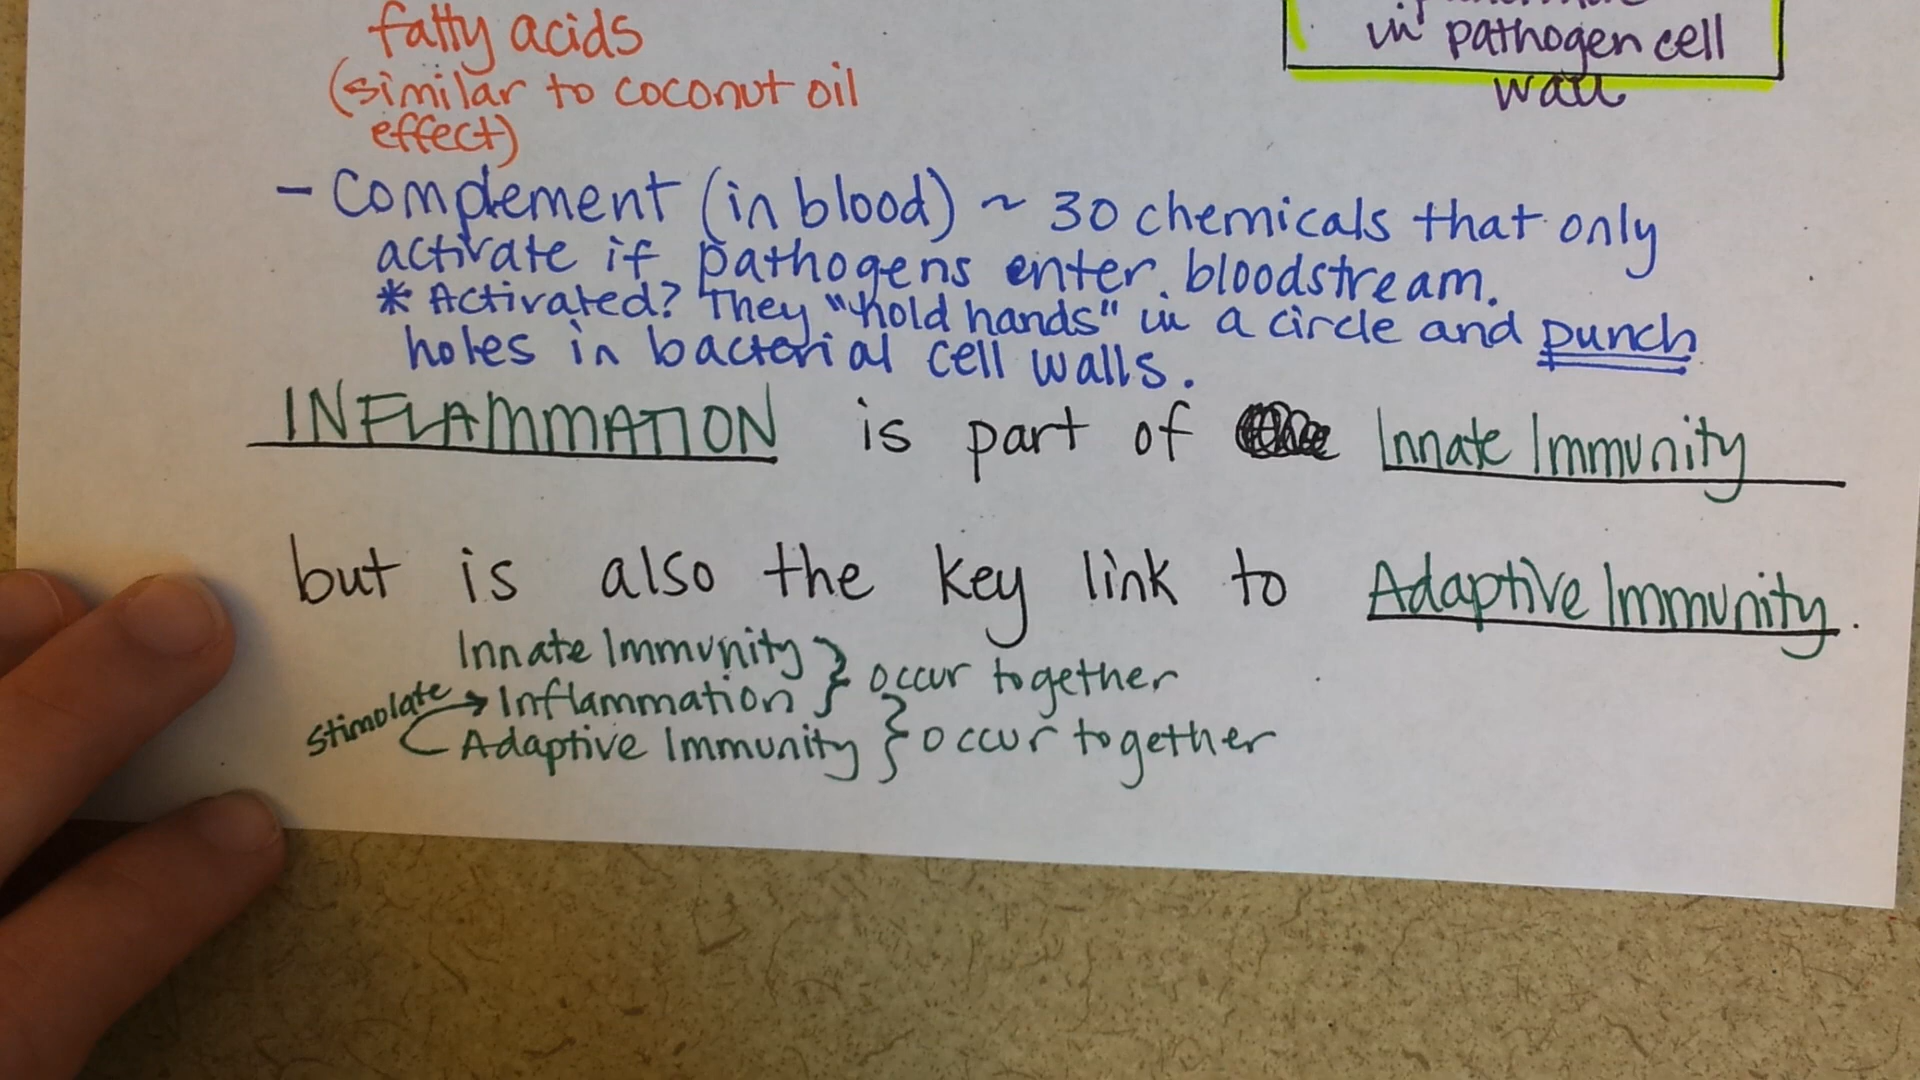 fatty acids
(similar to coconut oil
effect)
in pathogen cell
wall
- Complement (in blood) ~ 30 chemicals that only
activate if pathogens enter bloodstream.
* Activated? They "hold hands" in a circle and punch
holes in bacterial cell walls.
INFLAMMATION is part of Innate Immunity
but is also the key link to Adaptive Immunity.
Innate Immunity } occur together
stimolate → Inflammation
Adaptive Immunity } occur together